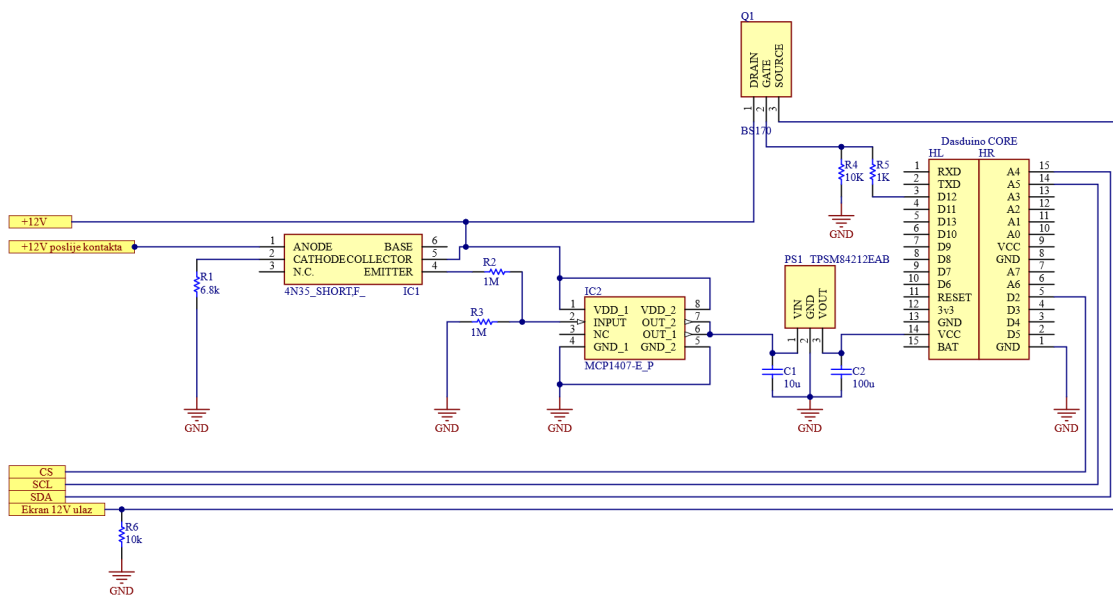 Q1
DRAIN
GATE
SOURCE
1
2
3
BS170
R4
10K
R5
1K
GND
Dasduino CORE
HL HR
1 RXD A4 15
2 TXD A5 14
3 D12 A3 13
4 D11 A2 12
5 D13 A1 11
6 D10 A0 10
7 D9 VCC 9
8 D8 GND 8
9 D7 A7 7
10 D6 A6 6
11 RESET D2 5
12 3v3 D3 4
13 GND D4 3
14 VCC D5 2
15 BAT GND 1
GND
+12V
+12V poslije kontakta
1 ANODE BASE 6
2 CATHODE COLLECTOR 5
3 N.C. EMITTER 4
4N35_SHORT,F_ IC1
R1
6.8k
GND
R2
1M
R3
1M
GND
IC2
1 VDD_1 VDD_2 8
2 INPUT OUT_2 7
3 NC OUT_1 6
4 GND_1 GND_2 5
MCP1407-E_P
GND
PS1 TPSM84212EAB
VIN
GND
VOUT
1
2
3
C1
10u
C2
100u
GND
CS
SCL
SDA
Ekran 12V ulaz
R6
10k
GND